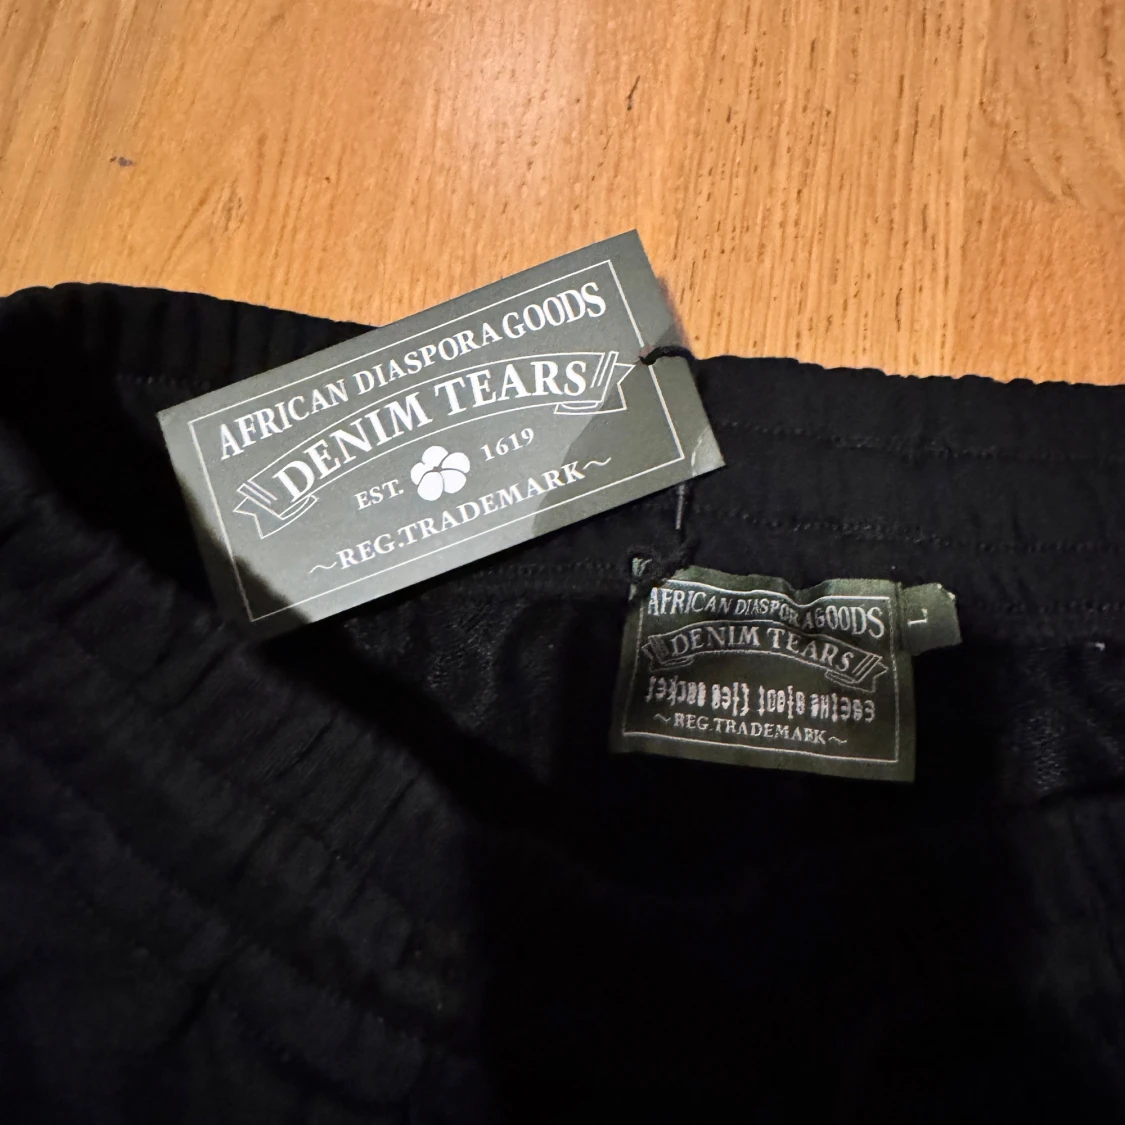 AFRICAN DIASPORA GOODS
DENIM TEARS
EST. 1619
~REG.TRADEMARK~
AFRICAN DIASPORA GOODS
DENIM TEARS
~REG.TRADEMARK~
L